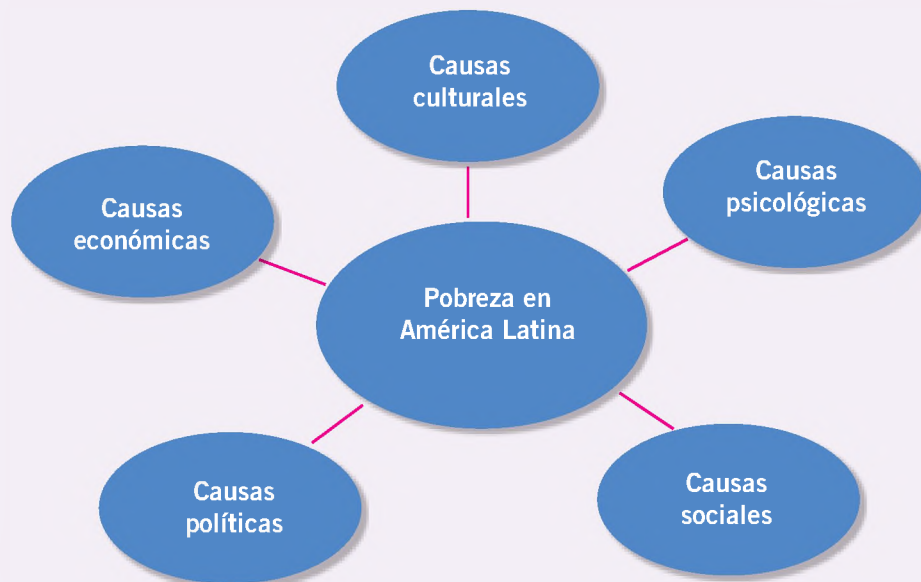 Causas
culturales
Causas
psicológicas
Causas
económicas
Pobreza en
América Latina
Causas
políticas
Causas
sociales